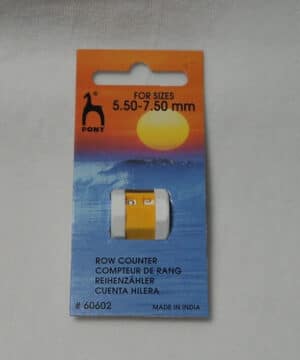 FOR SIZES
5.50-7.50 mm
PONY
ROW COUNTER
COMPTEUR DE RANG
REIHENZÄHLER
CUENTA HILERA
# 60602
MADE IN INDIA